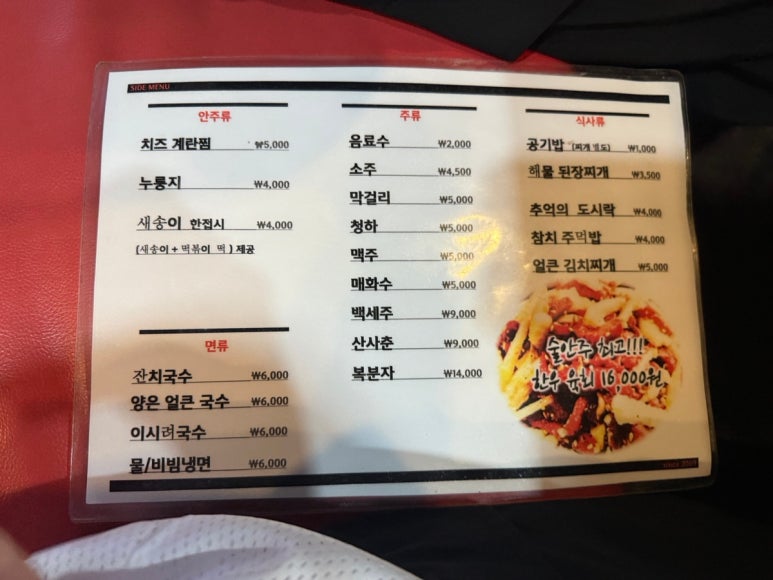 SIDE MENU
안주류
치즈 계란찜 ₩5,000
누룽지 ₩4,000
새송이 한접시 ₩4,000
(새송이 + 떡볶이 떡 ) 제공
면류
잔치국수 ₩6,000
양은 얼큰 국수 ₩6,000
이시려국수 ₩6,000
물/비빔냉면 ₩6,000
주류
음료수 ₩2,000
소주 ₩4,500
막걸리 ₩5,000
청하 ₩5,000
맥주 ₩5,000
매화수 ₩5,000
백세주 ₩9,000
산사춘 ₩9,000
복분자 ₩14,000
식사류
공기밥 (찌개 별도) ₩1,000
해물 된장찌개 ₩3,500
추억의 도시락 ₩4,000
참치 주먹밥 ₩4,000
얼큰 김치찌개 ₩5,000
술안주 최고!!!
한우 육회 16,000원.
since